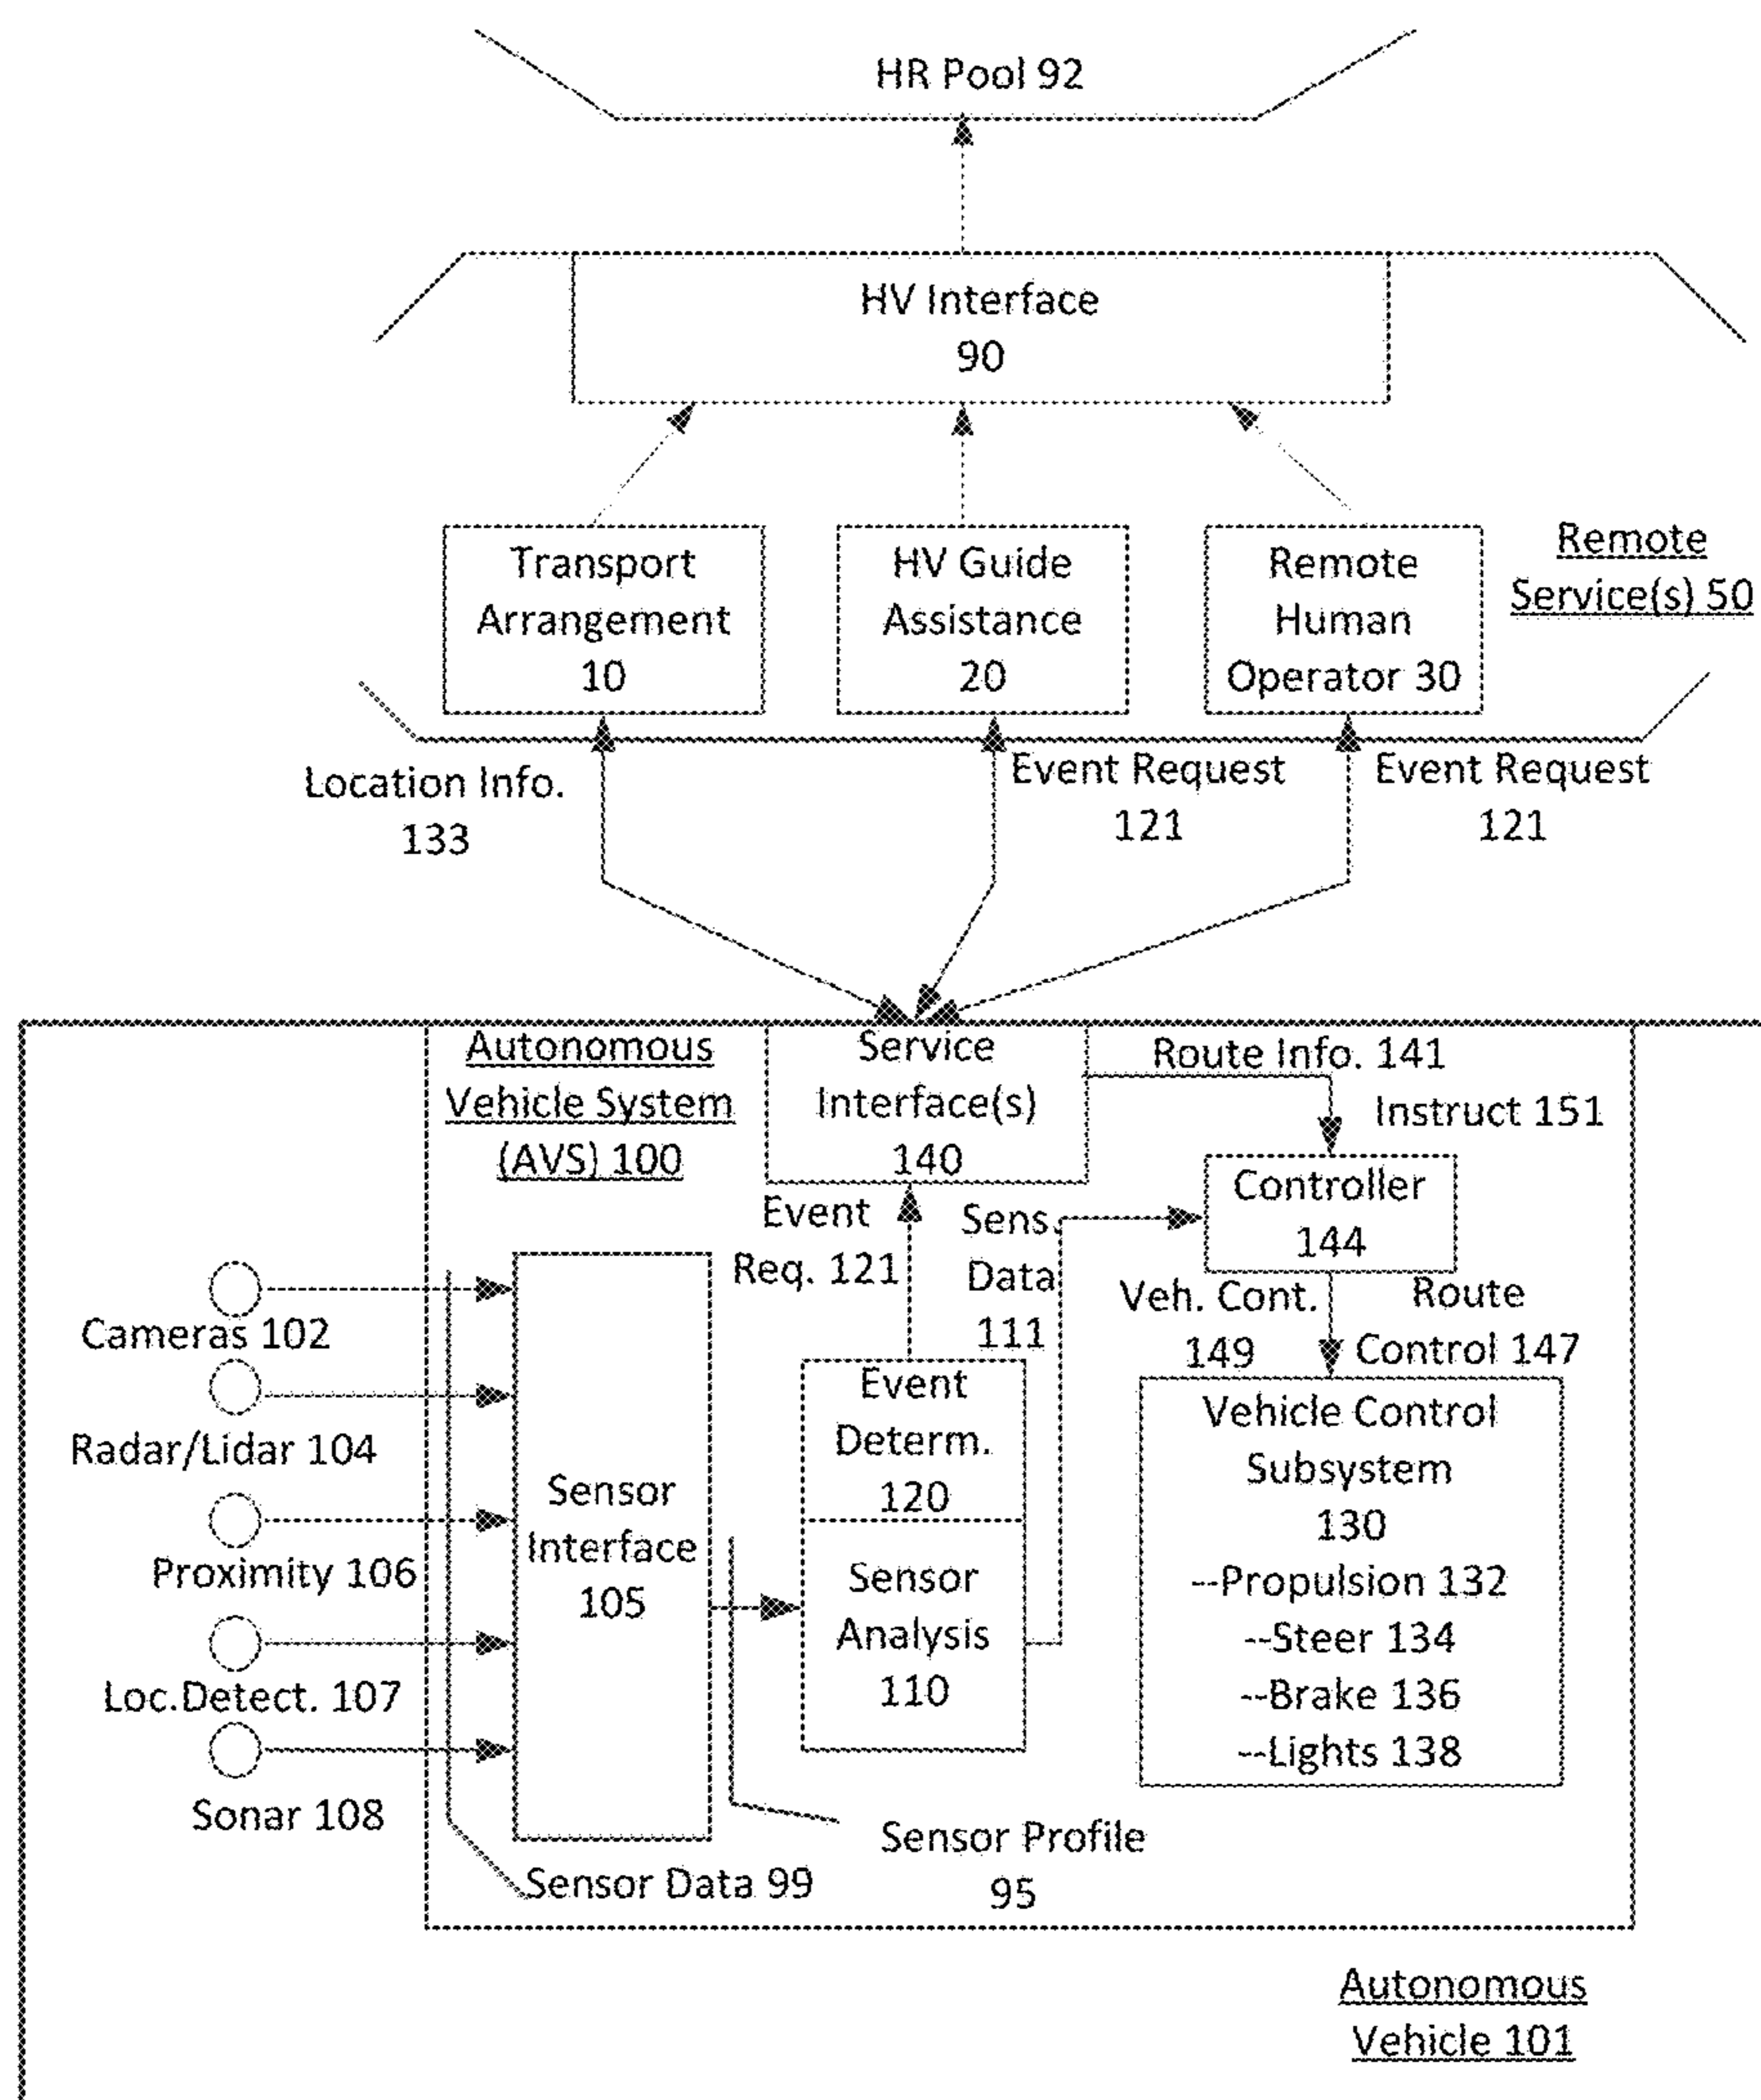 HR Pool 92
HV Interface
90
Transport
Arrangement
10
HV Guide
Assistance
20
Remote
Human
Operator 30
Remote
Service(s) 50
Location Info.
133
Event Request
121
Event Request
121
Autonomous
Vehicle System
(AVS) 100
Service
Interface(s)
140
Route Info. 141
Instruct 151
Controller
144
Event
Req. 121
Sens.
Data
111
Veh. Cont.
149
Route
Control 147
Cameras 102
Radar/Lidar 104
Proximity 106
Loc.Detect. 107
Sonar 108
Sensor
Interface
105
Event
Determ.
120
Sensor
Analysis
110
Vehicle Control
Subsystem
130
--Propulsion 132
--Steer 134
--Brake 136
--Lights 138
Sensor Data 99
Sensor Profile
95
Autonomous
Vehicle 101